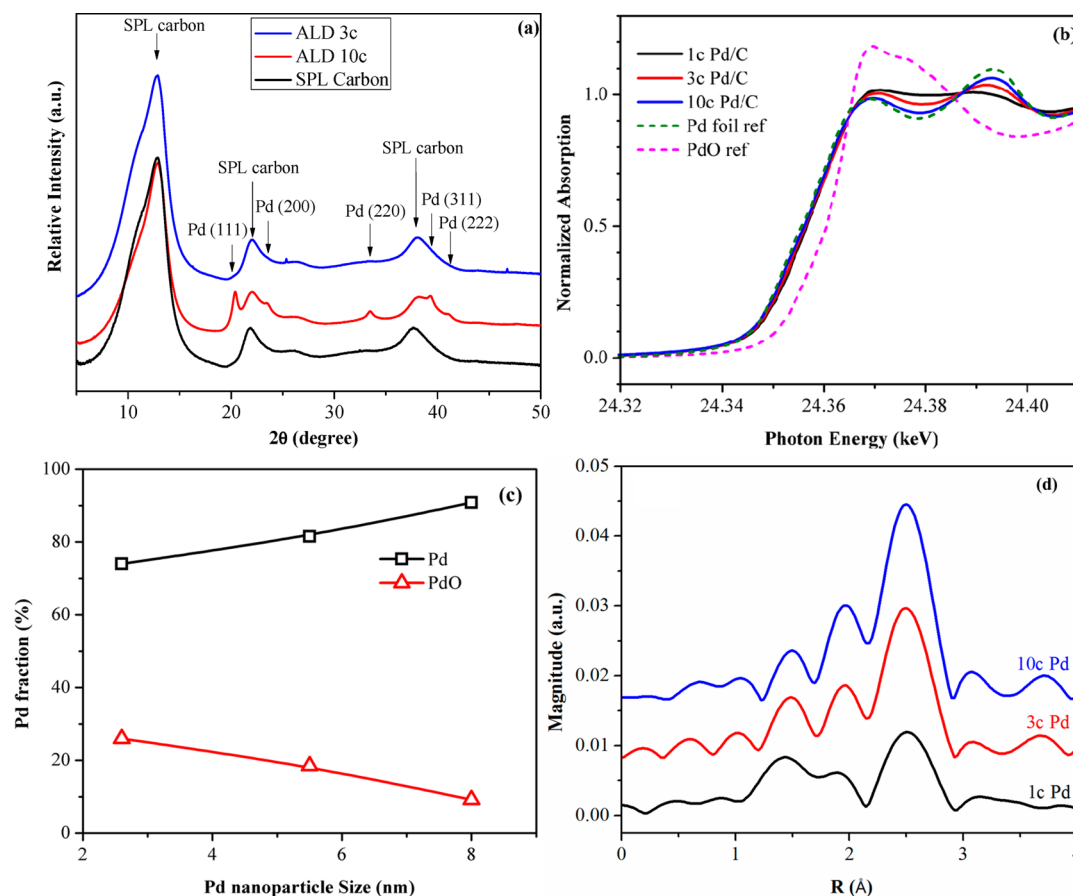 (a)
SPL carbon
ALD 3c
ALD 10c
SPL Carbon
SPL carbon
SPL carbon
Pd (111)
Pd (200)
Pd (220)
Pd (311)
Pd (222)
Relative Intensity (a.u.)
10
20
30
40
50
2θ (degree)
(b)
1c Pd/C
3c Pd/C
10c Pd/C
Pd foil ref
PdO ref
Normalized Absorption
1.0
0.5
0.0
24.32
24.34
24.36
24.38
24.40
Photon Energy (keV)
(c)
Pd
PdO
Pd fraction (%)
100
80
60
40
20
0
2
4
6
8
Pd nanoparticle Size (nm)
(d)
10c Pd
3c Pd
1c Pd
Magnitude (a.u.)
0.05
0.04
0.03
0.02
0.01
0.00
0
1
2
3
R (Å)